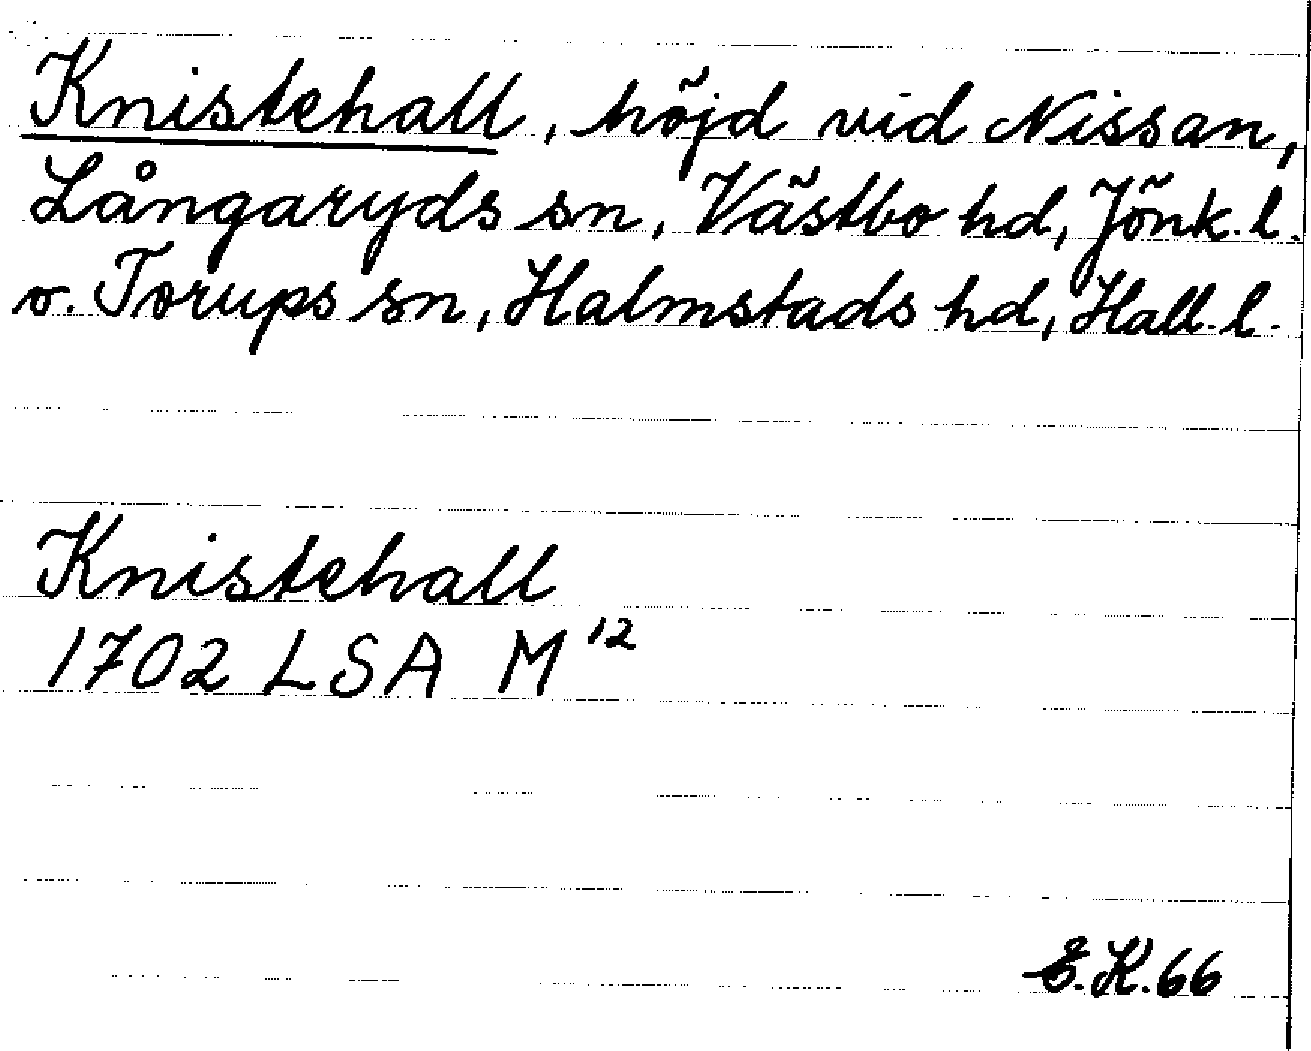 Knistehall, höjd vid Nissan,
Långaryds sn, Västbo hd, Jönk. l.
o. Torups sn, Halmstads hd, Hall. l.
Knistehall
1702 LSA M 12
E.K. 66